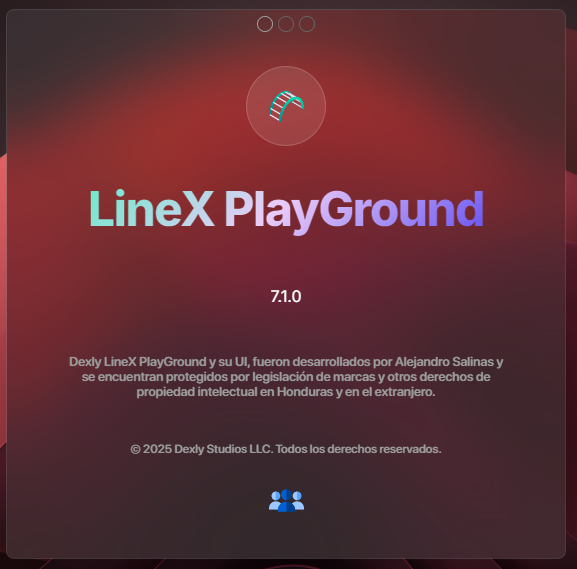 LineX PlayGround
7.1.0
Dexly LineX PlayGround y su UI, fueron desarrollados por Alejandro Salinas y
se encuentran protegidos por legislación de marcas y otros derechos de
propiedad intelectual en Honduras y en el extranjero.
© 2025 Dexly Studios LLC. Todos los derechos reservados.